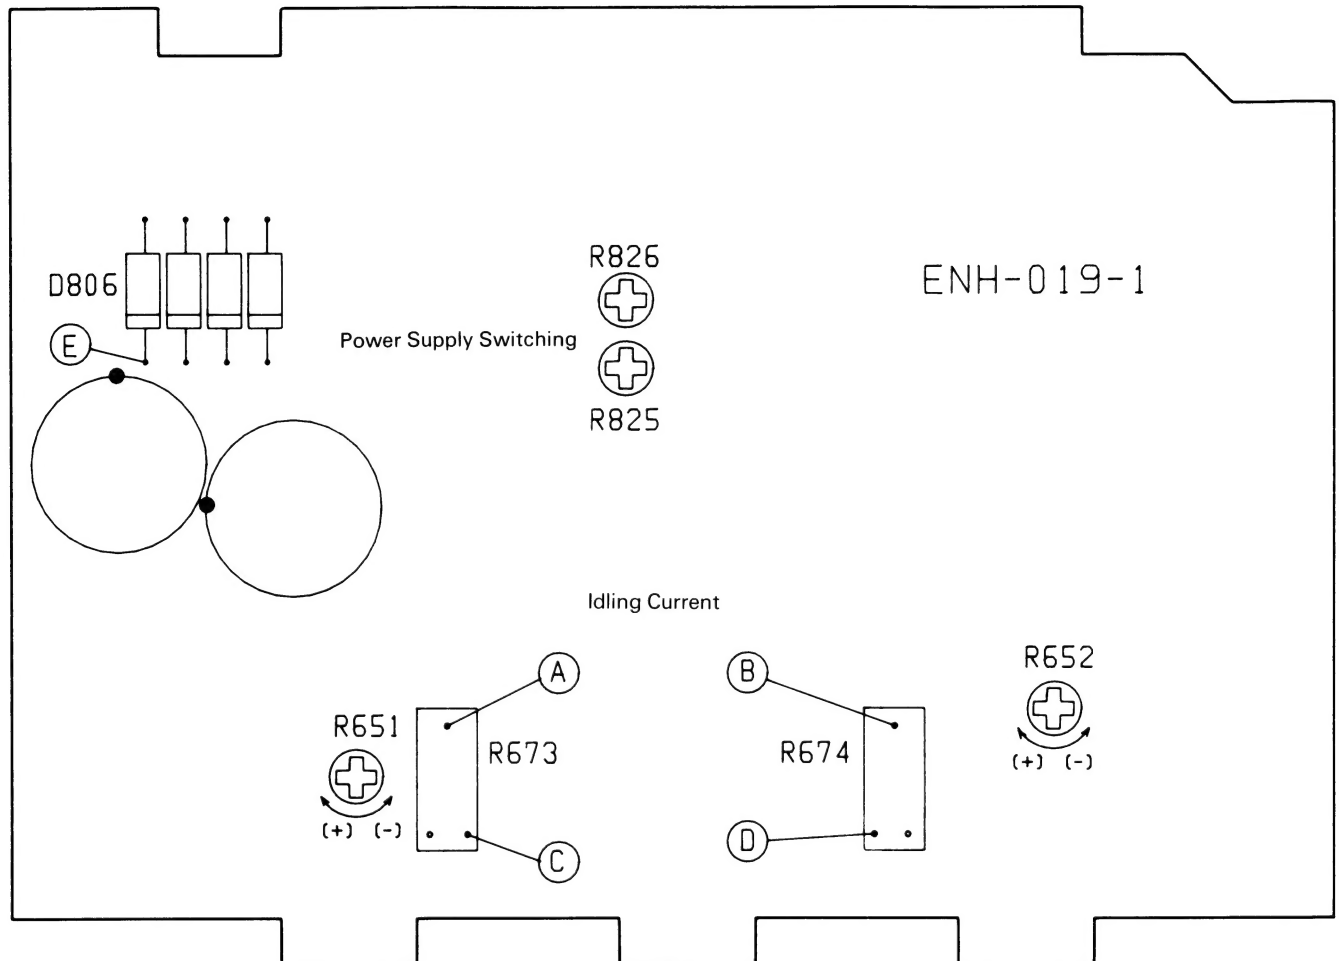 R826
ENH-019-1
D806
E
Power Supply Switching
R825
Idling Current
A
B
R652
(+) (-)
R651
R673
R674
(+) (-)
C
D